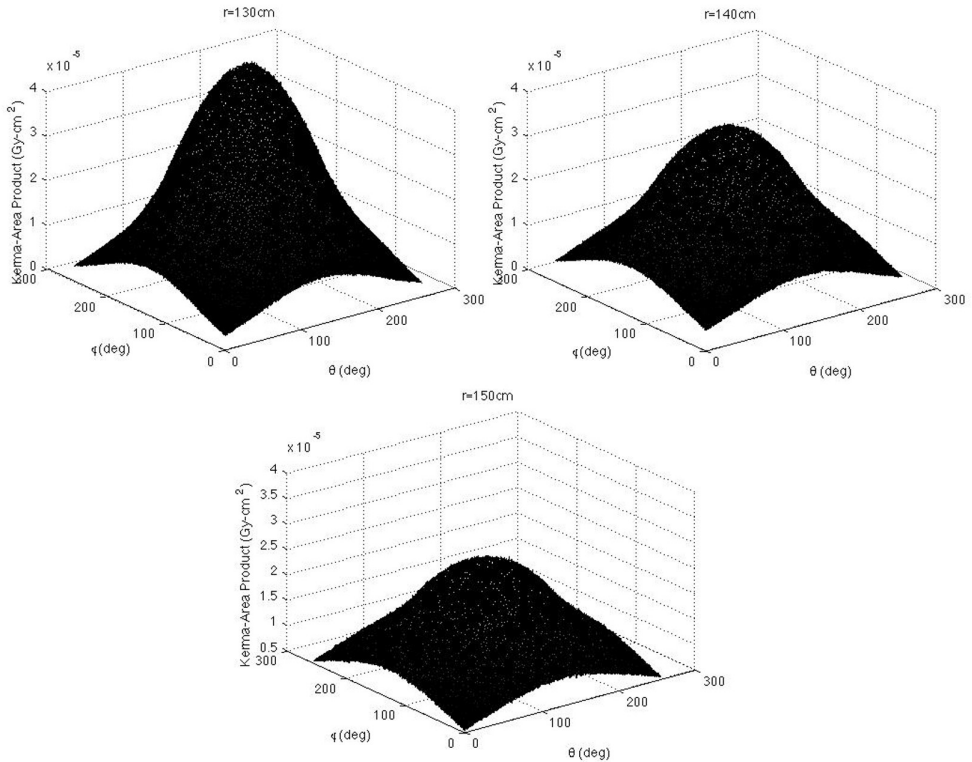 r=130cm
x 10^-5
4
3
2
1
0
300
200
100
0
0
100
200
300
Kerma-Area Product (Gy-cm^2)
φ(deg)
θ (deg)
r=140cm
x 10^-5
4
3
2
1
0
300
200
100
0
0
100
200
300
Kerma-Area Product (Gy-cm^2)
φ(deg)
θ (deg)
r=150cm
x 10^-5
4
3.5
3
2.5
2
1.5
1
0.5
300
200
100
0
0
100
200
300
Kerma-Area Product (Gy-cm^2)
φ(deg)
θ (deg)